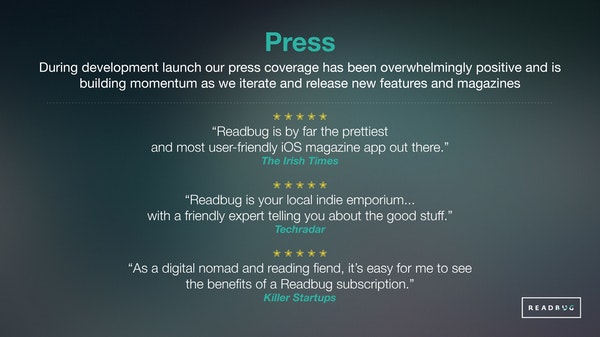 Press
During development launch our press coverage has been overwhelmingly positive and is
building momentum as we iterate and release new features and magazines
“Readbug is by far the prettiest
and most user-friendly iOS magazine app out there.”
The Irish Times
“Readbug is your local indie emporium...
with a friendly expert telling you about the good stuff.”
Techradar
“As a digital nomad and reading fiend, it’s easy for me to see
the benefits of a Readbug subscription.”
Killer Startups
READBUG